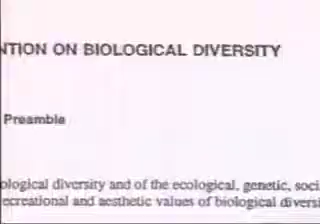 NTION ON BIOLOGICAL DIVERSITY
Preamble
ological diversity and of the ecological, genetic, soci
ecreational and aesthetic values of biological diversi